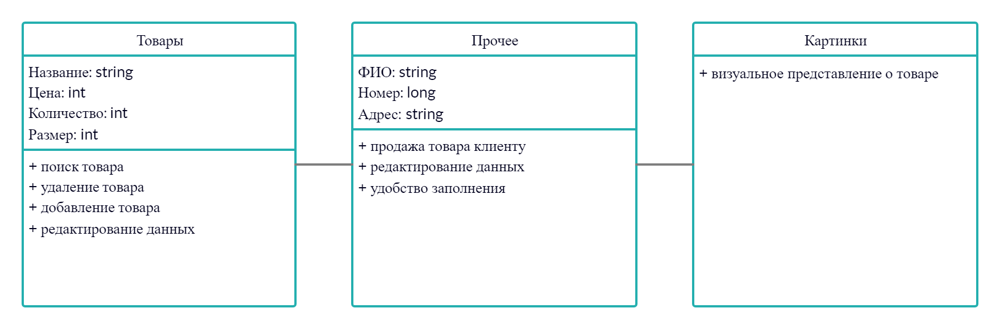 Товары
Название: string
Цена: int
Количество: int
Размер: int
+ поиск товара
+ удаление товара
+ добавление товара
+ редактирование данных
Прочее
ФИО: string
Номер: long
Адрес: string
+ продажа товара клиенту
+ редактирование данных
+ удобство заполнения
Картинки
+ визуальное представление о товаре